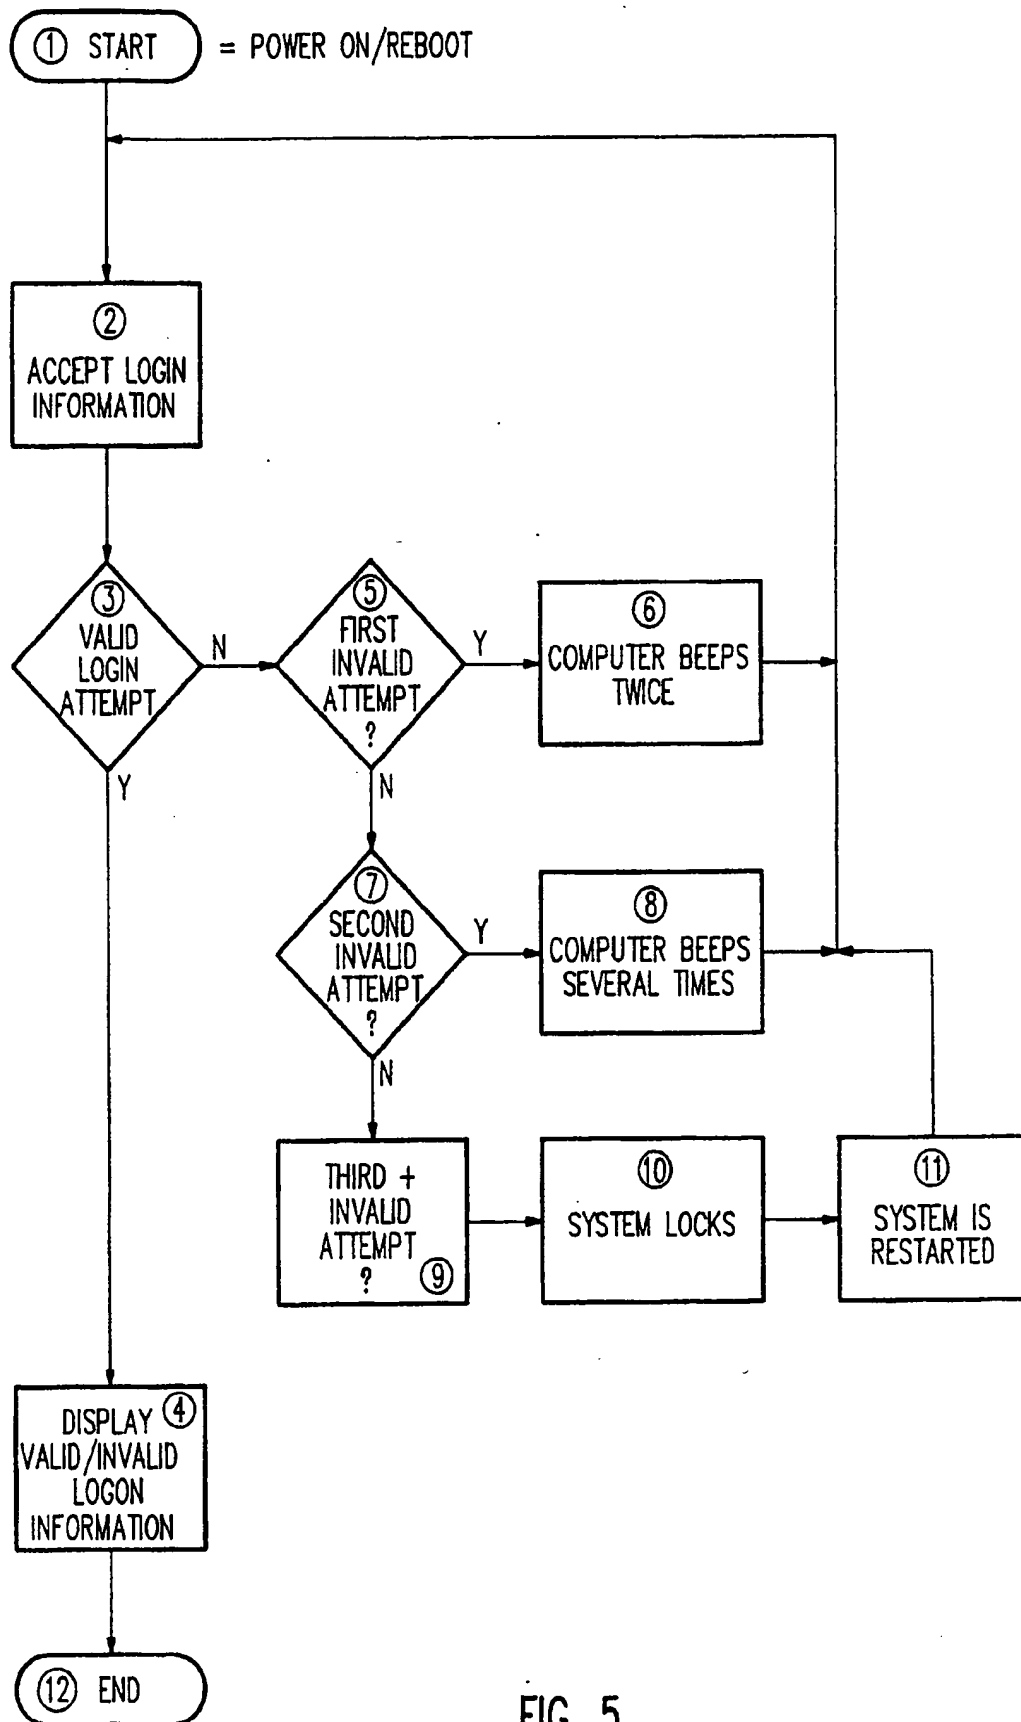 ① START = POWER ON/REBOOT
②
ACCEPT LOGIN
INFORMATION
③
VALID
LOGIN
ATTEMPT
N
Y
⑤
FIRST
INVALID
ATTEMPT
?
Y
N
⑥
COMPUTER BEEPS
TWICE
⑦
SECOND
INVALID
ATTEMPT
?
Y
N
⑧
COMPUTER BEEPS
SEVERAL TIMES
THIRD +
INVALID
ATTEMPT
? ⑨
⑩
SYSTEM LOCKS
⑪
SYSTEM IS
RESTARTED
DISPLAY ④
VALID/INVALID
LOGON
INFORMATION
⑫ END
FIG. 5